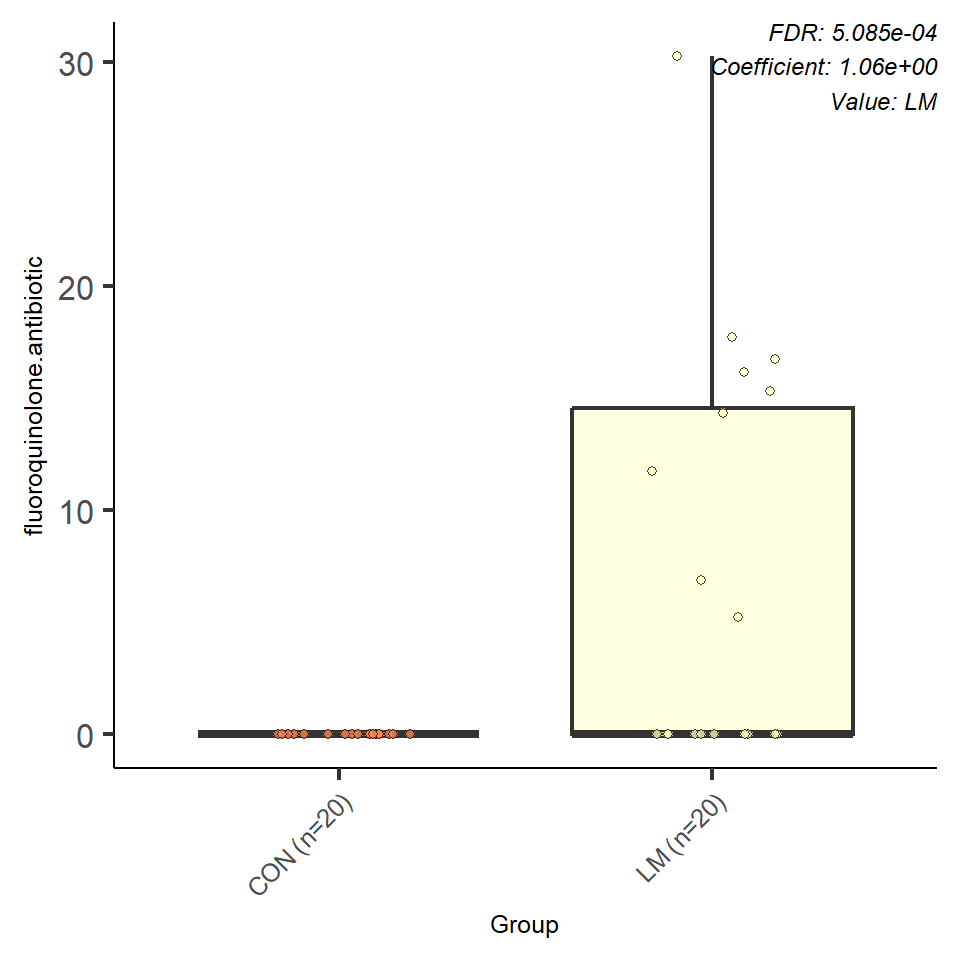 FDR: 5.085e-04
Coefficient: 1.06e+00
Value: LM
30
20
10
0
fluoroquinolone.antibiotic
CON (n=20)
LM (n=20)
Group